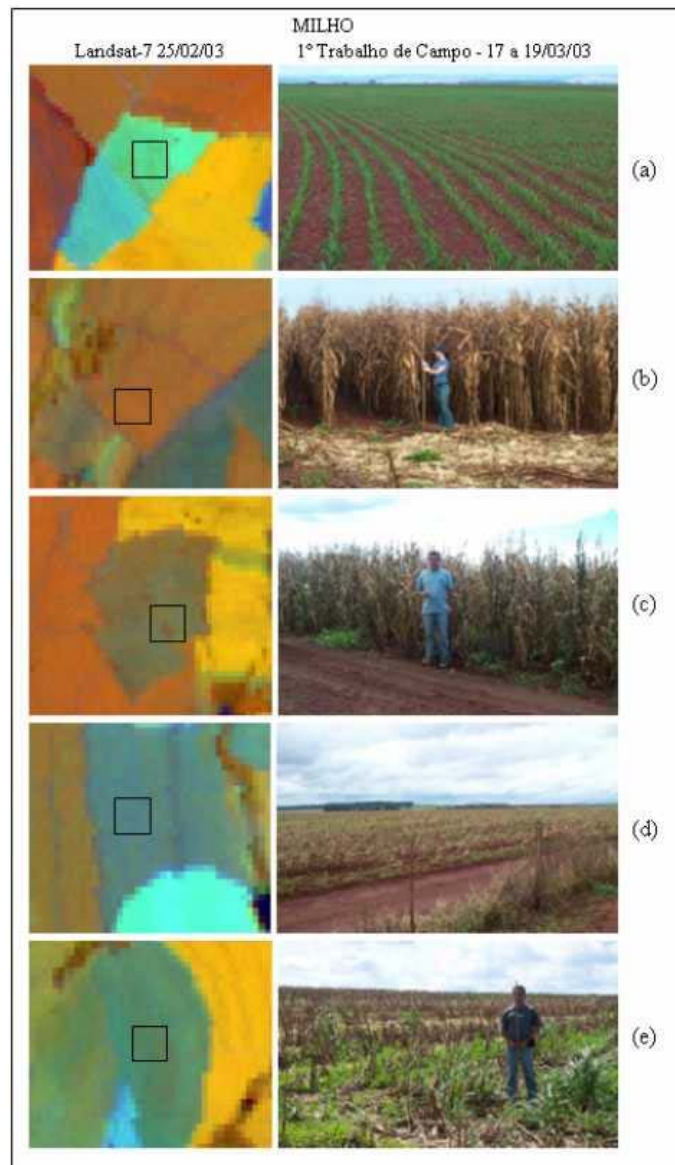 MILHO
Landsat-7 25/02/03 1º Trabalho de Campo - 17 a 19/03/03
(a)
(b)
(c)
(d)
(e)